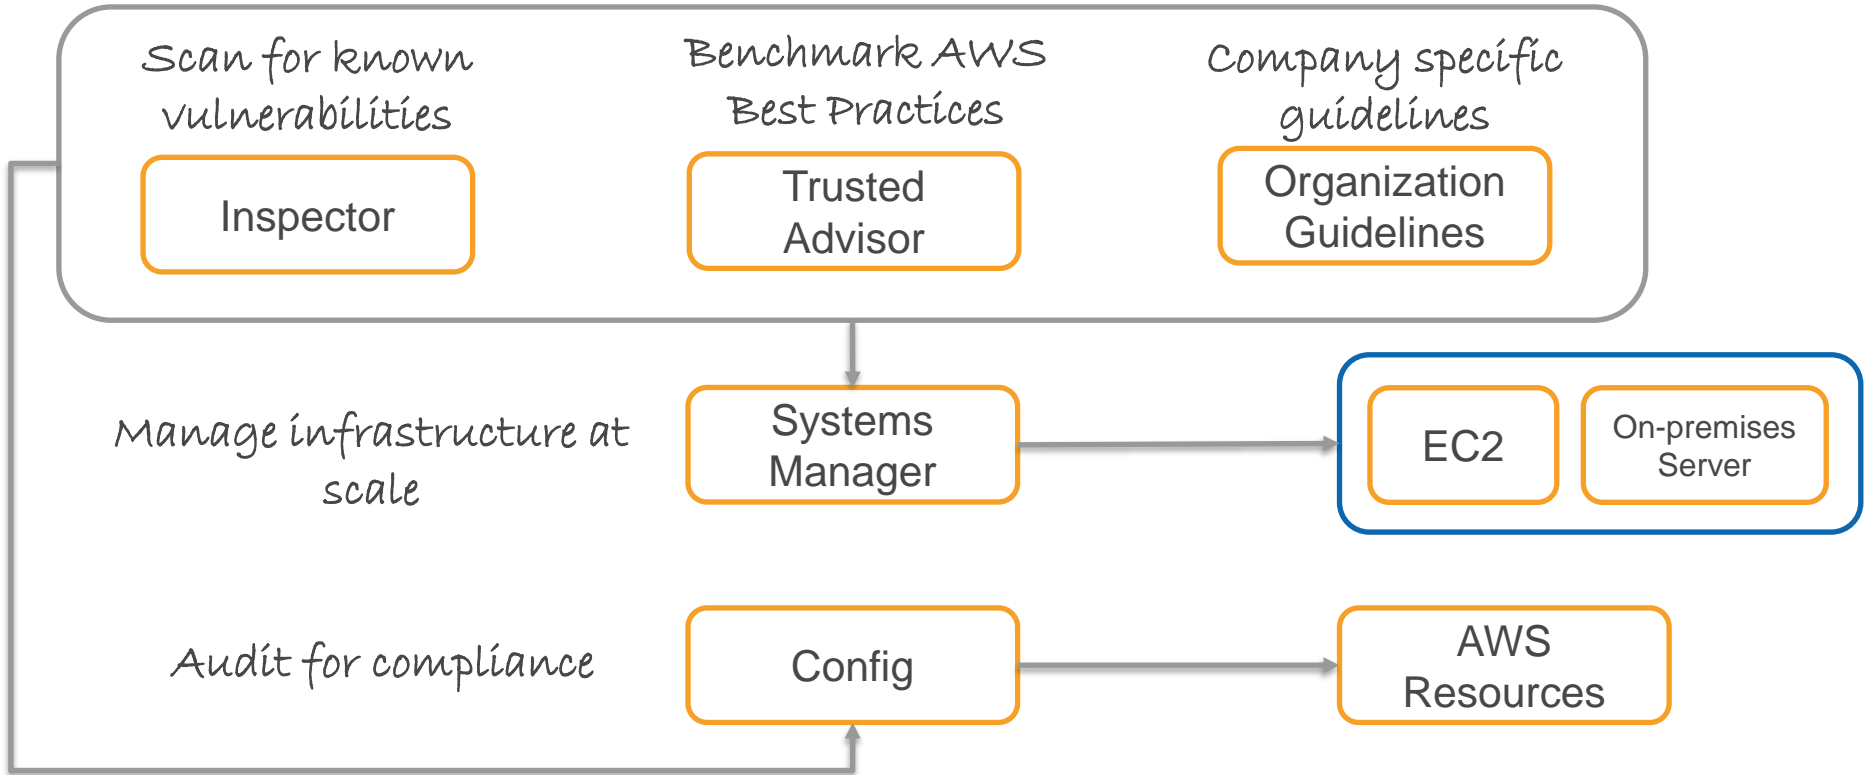 Scan for known
vulnerabilities
Benchmark AWS
Best Practices
Company specific
guidelines
Inspector
Trusted
Advisor
Organization
Guidelines
Manage infrastructure at
scale
Systems
Manager
EC2
On-premises
Server
Audit for compliance
Config
AWS
Resources